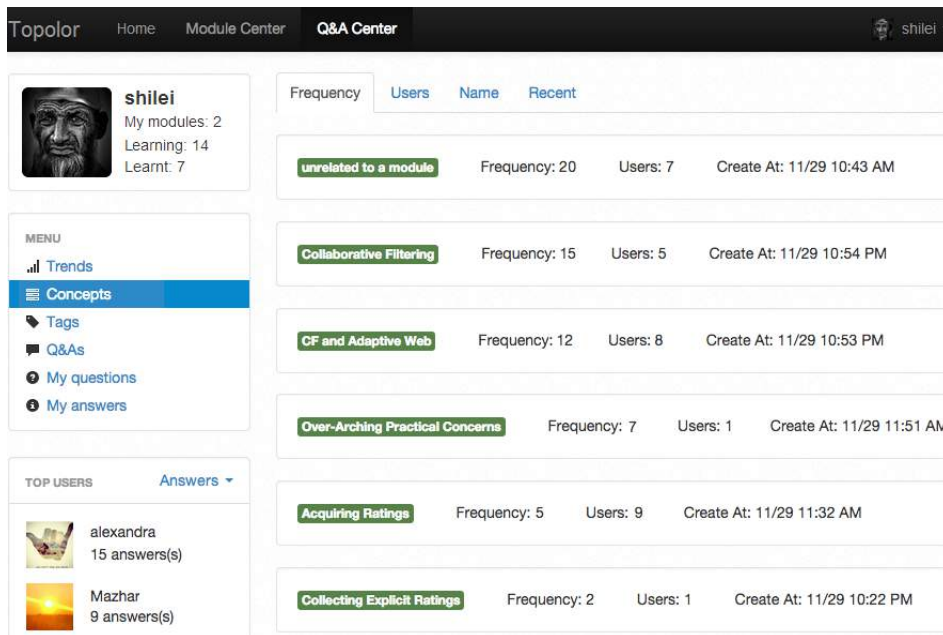 Topolor Home Module Center Q&A Center shilei
shilei
My modules: 2
Learning: 14
Learnt: 7
MENU
Trends
Concepts
Tags
Q&As
My questions
My answers
TOP USERS Answers
alexandra
15 answers(s)
Mazhar
9 answers(s)
Frequency Users Name Recent
unrelated to a module Frequency: 20 Users: 7 Create At: 11/29 10:43 AM
Collaborative Filtering Frequency: 15 Users: 5 Create At: 11/29 10:54 PM
CF and Adaptive Web Frequency: 12 Users: 8 Create At: 11/29 10:53 PM
Over-Arching Practical Concerns Frequency: 7 Users: 1 Create At: 11/29 11:51 AM
Acquiring Ratings Frequency: 5 Users: 9 Create At: 11/29 11:32 AM
Collecting Explicit Ratings Frequency: 2 Users: 1 Create At: 11/29 10:22 PM